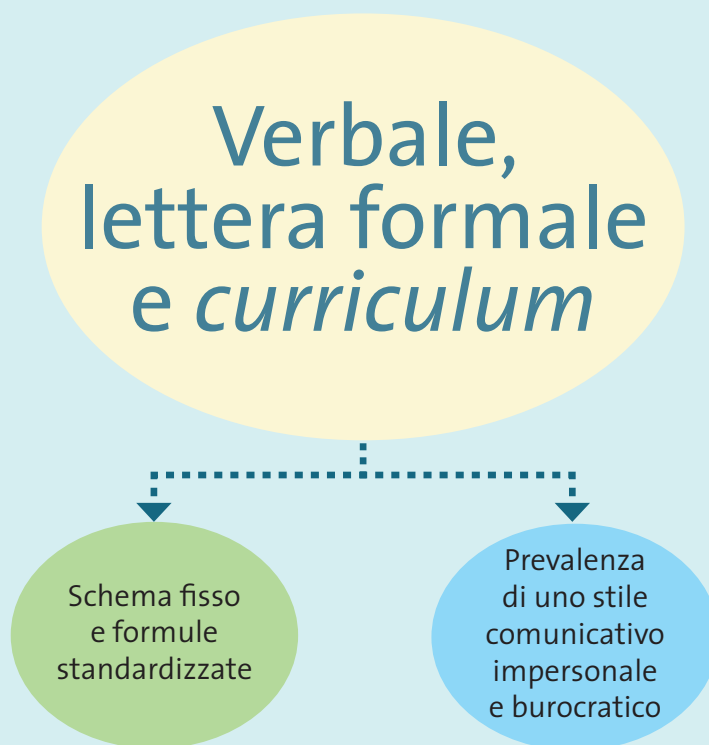 Verbale,
lettera formale
e curriculum
Schema fisso
e formule
standardizzate
Prevalenza
di uno stile
comunicativo
impersonale
e burocratico